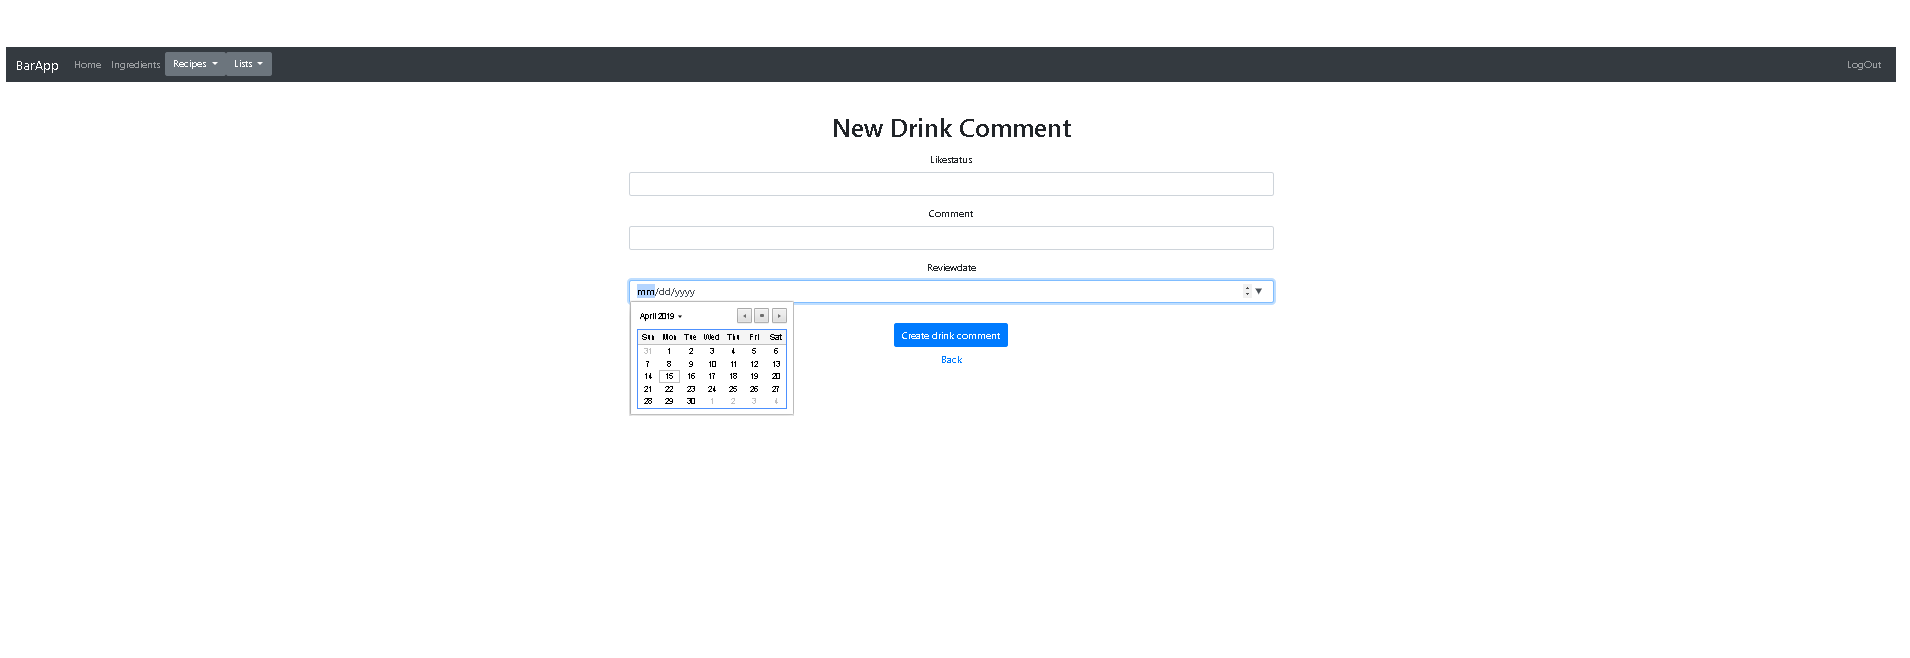 BarApp Home Ingredients Recipes Lists LogOut
New Drink Comment
Likestatus
Comment
Reviewdate
mm/dd/yyyy
April 2019
Sun Mon Tue Wed Thu Fri Sat
31 1 2 3 4 5 6
7 8 9 10 11 12 13
14 15 16 17 18 19 20
21 22 23 24 25 26 27
28 29 30 1 2 3 4
Create drink comment
Back